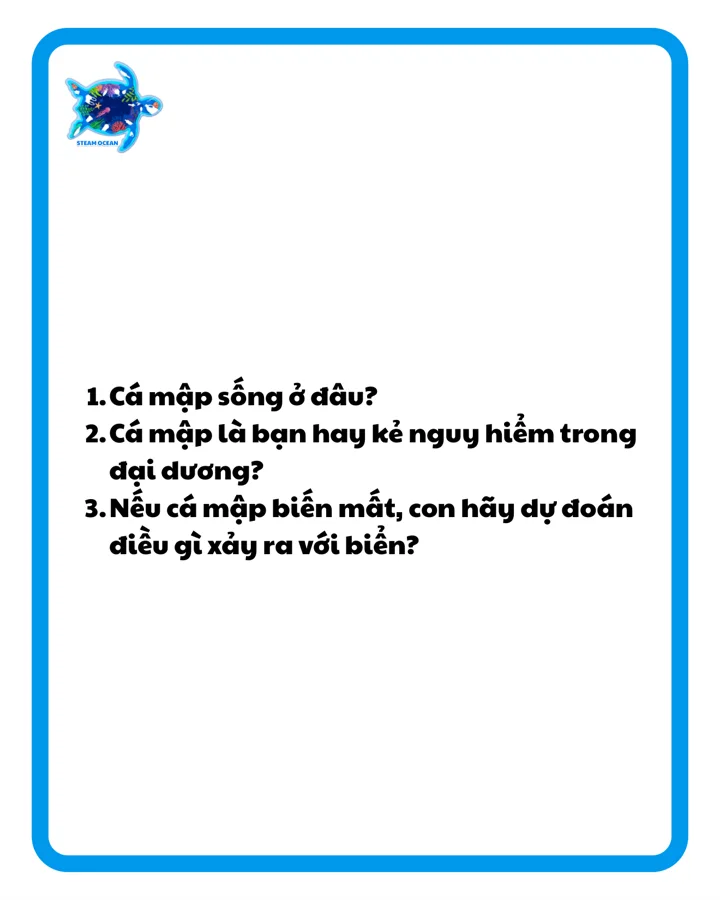 STEAM OCEAN
1. Cá mập sống ở đâu?
2. Cá mập là bạn hay kẻ nguy hiểm trong
đại dương?
3. Nếu cá mập biến mất, con hãy dự đoán
điều gì xảy ra với biển?